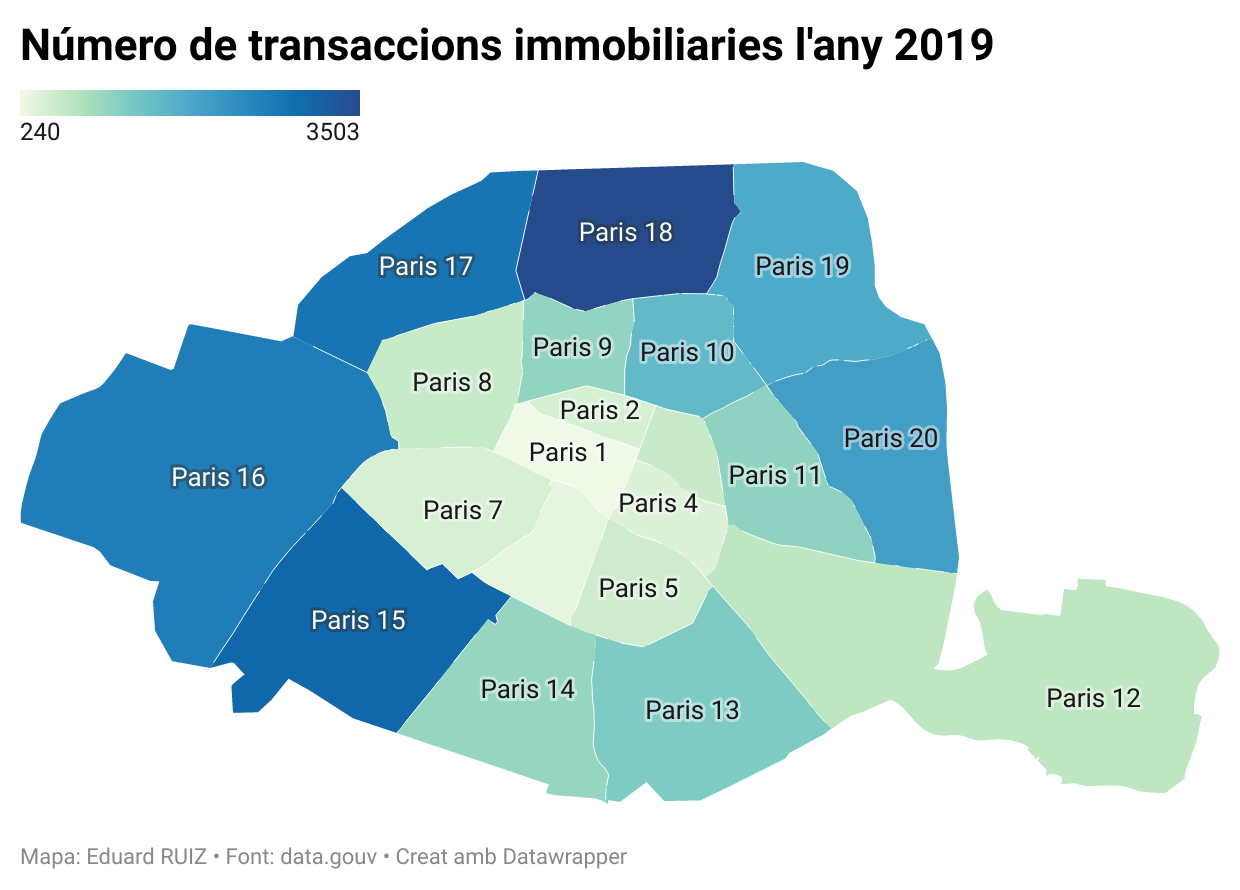 Número de transaccions immobiliaries l'any 2019
240
3503
Paris 18
Paris 17
Paris 19
Paris 9
Paris 10
Paris 8
Paris 2
Paris 20
Paris 1
Paris 16
Paris 11
Paris 7
Paris 4
Paris 5
Paris 15
Paris 14
Paris 12
Paris 13
Mapa: Eduard RUIZ • Font: data.gouv • Creat amb Datawrapper